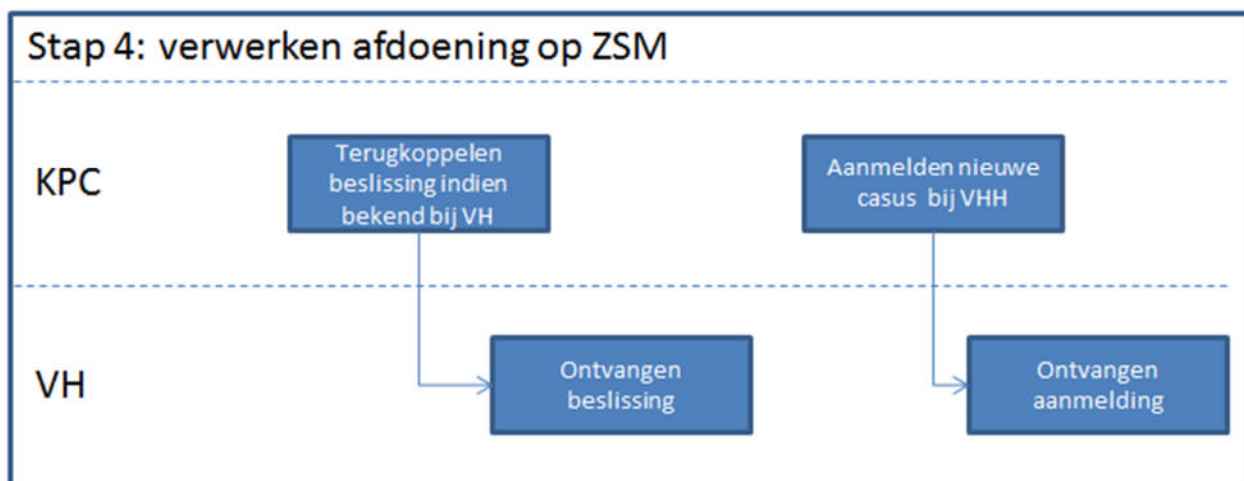 Stap 4: verwerken afdoening op ZSM
KPC
Terugkoppelen
beslissing indien
bekend bij VH
Aanmelden nieuwe
casus bij VHH
VH
Ontvangen
beslissing
Ontvangen
aanmelding